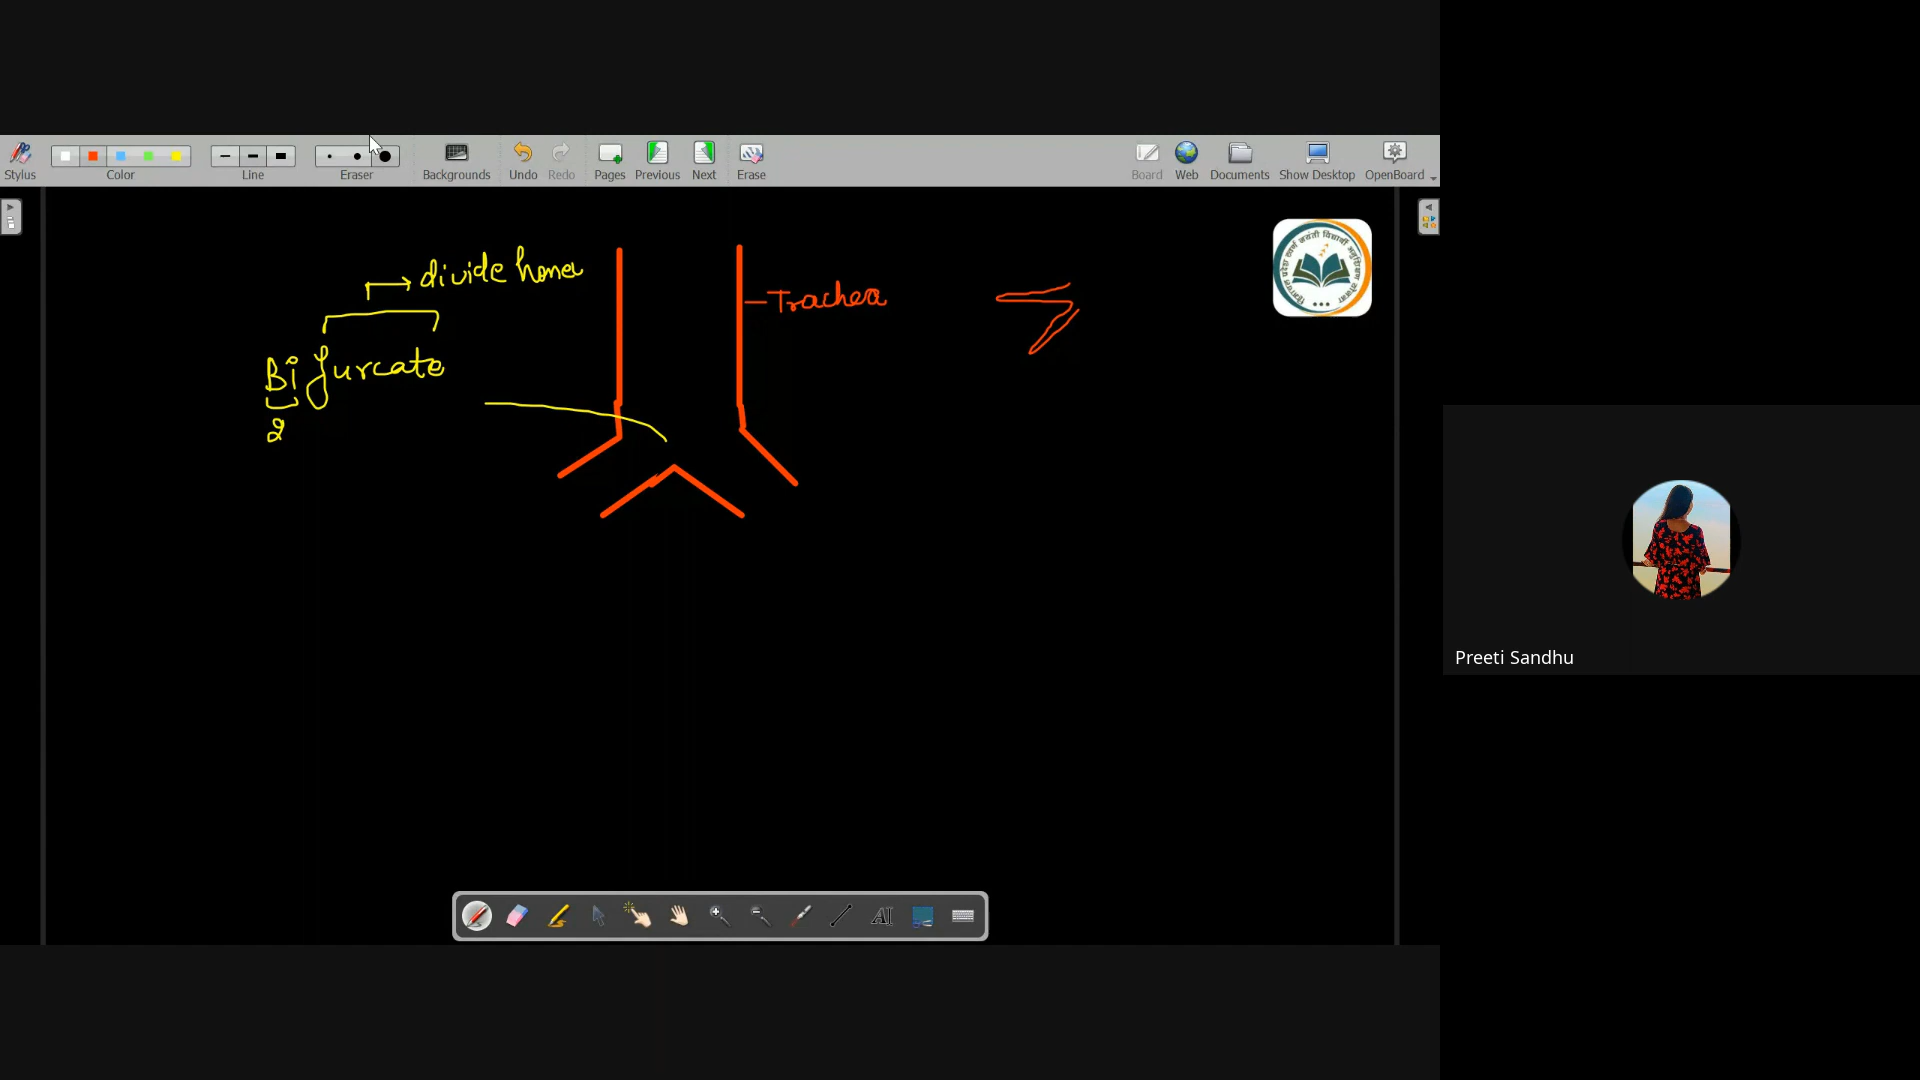 Stylus Color Line Eraser Backgrounds Undo Redo Pages Previous Next Erase Board Web Documents Show Desktop OpenBoard
divide hona
Trachea
Bifurcate
2
AI
Preeti Sandhu